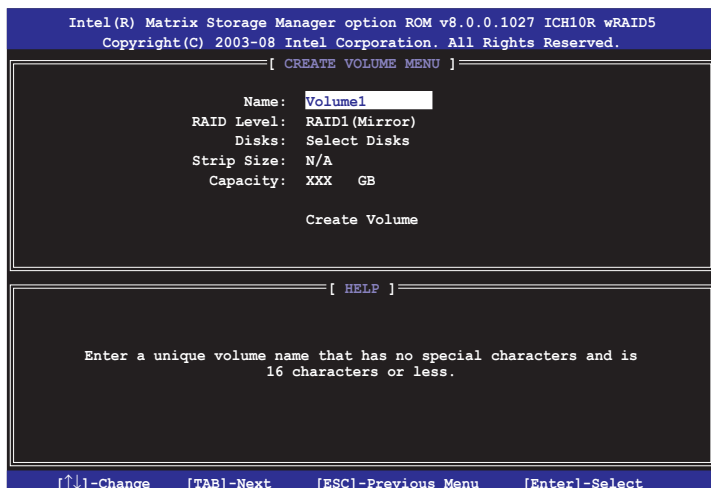 Intel(R) Matrix Storage Manager option ROM v8.0.0.1027 ICH10R wRAID5
Copyright(C) 2003-08 Intel Corporation. All Rights Reserved.
[ CREATE VOLUME MENU ]
Name: Volume1
RAID Level: RAID1(Mirror)
Disks: Select Disks
Strip Size: N/A
Capacity: XXX GB
Create Volume
[ HELP ]
Enter a unique volume name that has no special characters and is
16 characters or less.
[↑↓]-Change [TAB]-Next [ESC]-Previous Menu [Enter]-Select